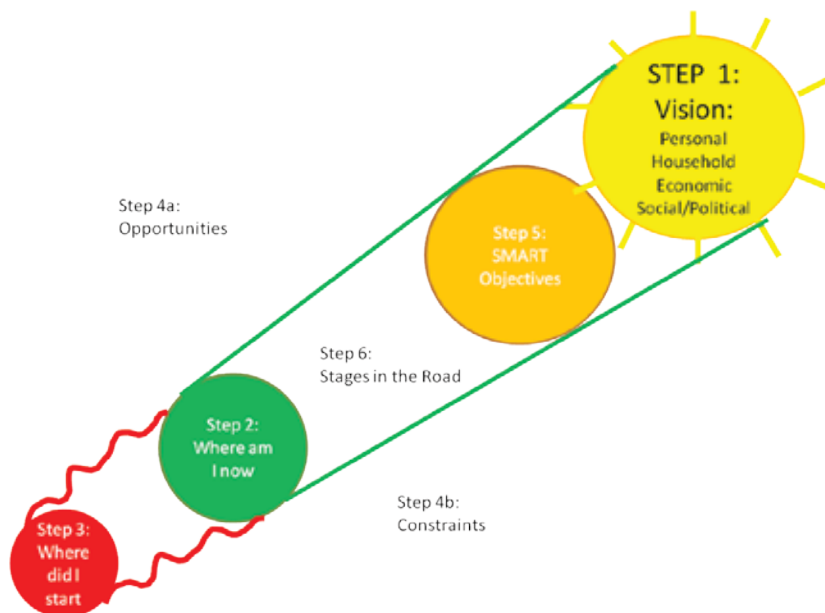 STEP 1:
Vision:
Personal
Household
Economic
Social/Political
Step 4a:
Opportunities
Step 5:
SMART
Objectives
Step 6:
Stages in the Road
Step 2:
Where am
I now
Step 4b:
Constraints
Step 3:
Where
did I
start